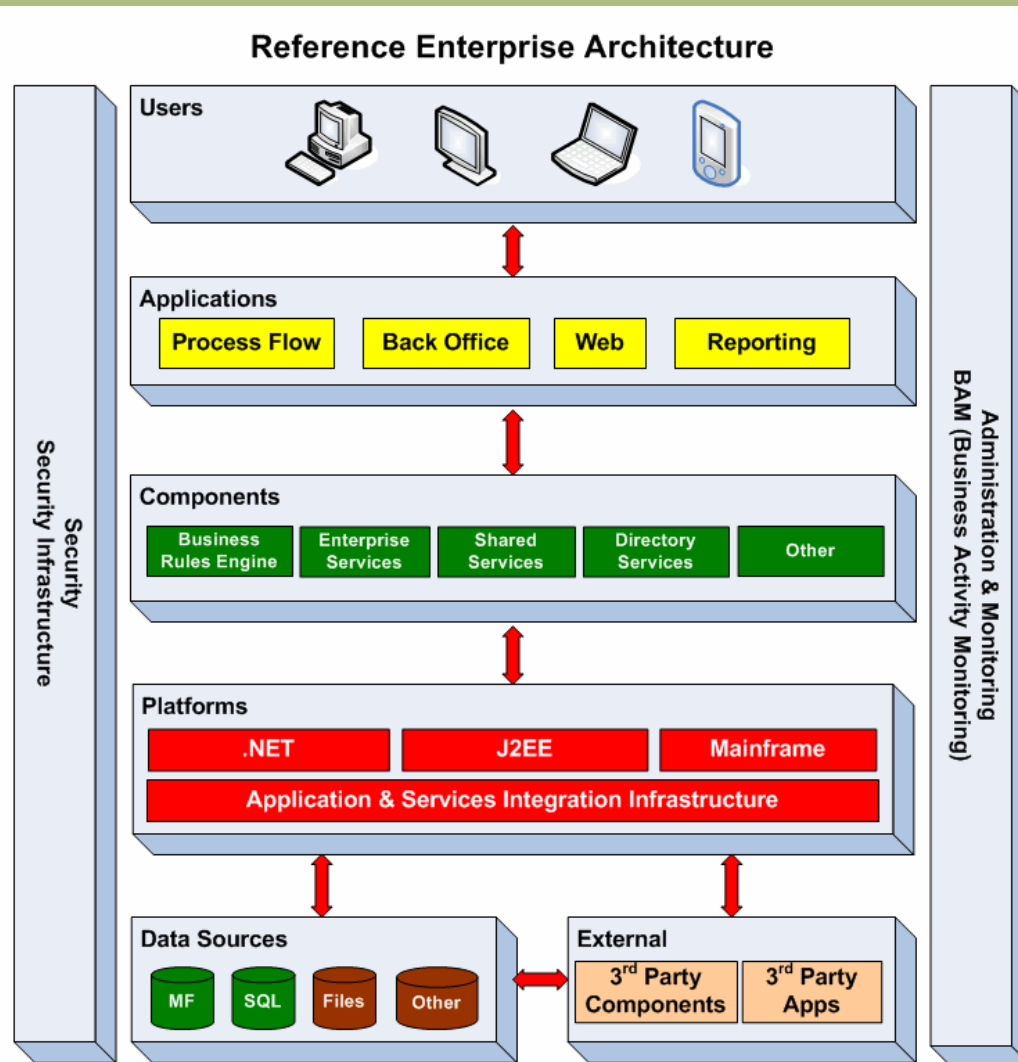 Reference Enterprise Architecture
Users
Applications
Process Flow
Back Office
Web
Reporting
Components
Business
Rules Engine
Enterprise
Services
Shared
Services
Directory
Services
Other
Platforms
.NET
J2EE
Mainframe
Application & Services Integration Infrastructure
Data Sources
MF
SQL
Files
Other
External
3rd Party
Components
3rd Party
Apps
Security
Security Infrastructure
Administration & Monitoring
BAM (Business Activity Monitoring)